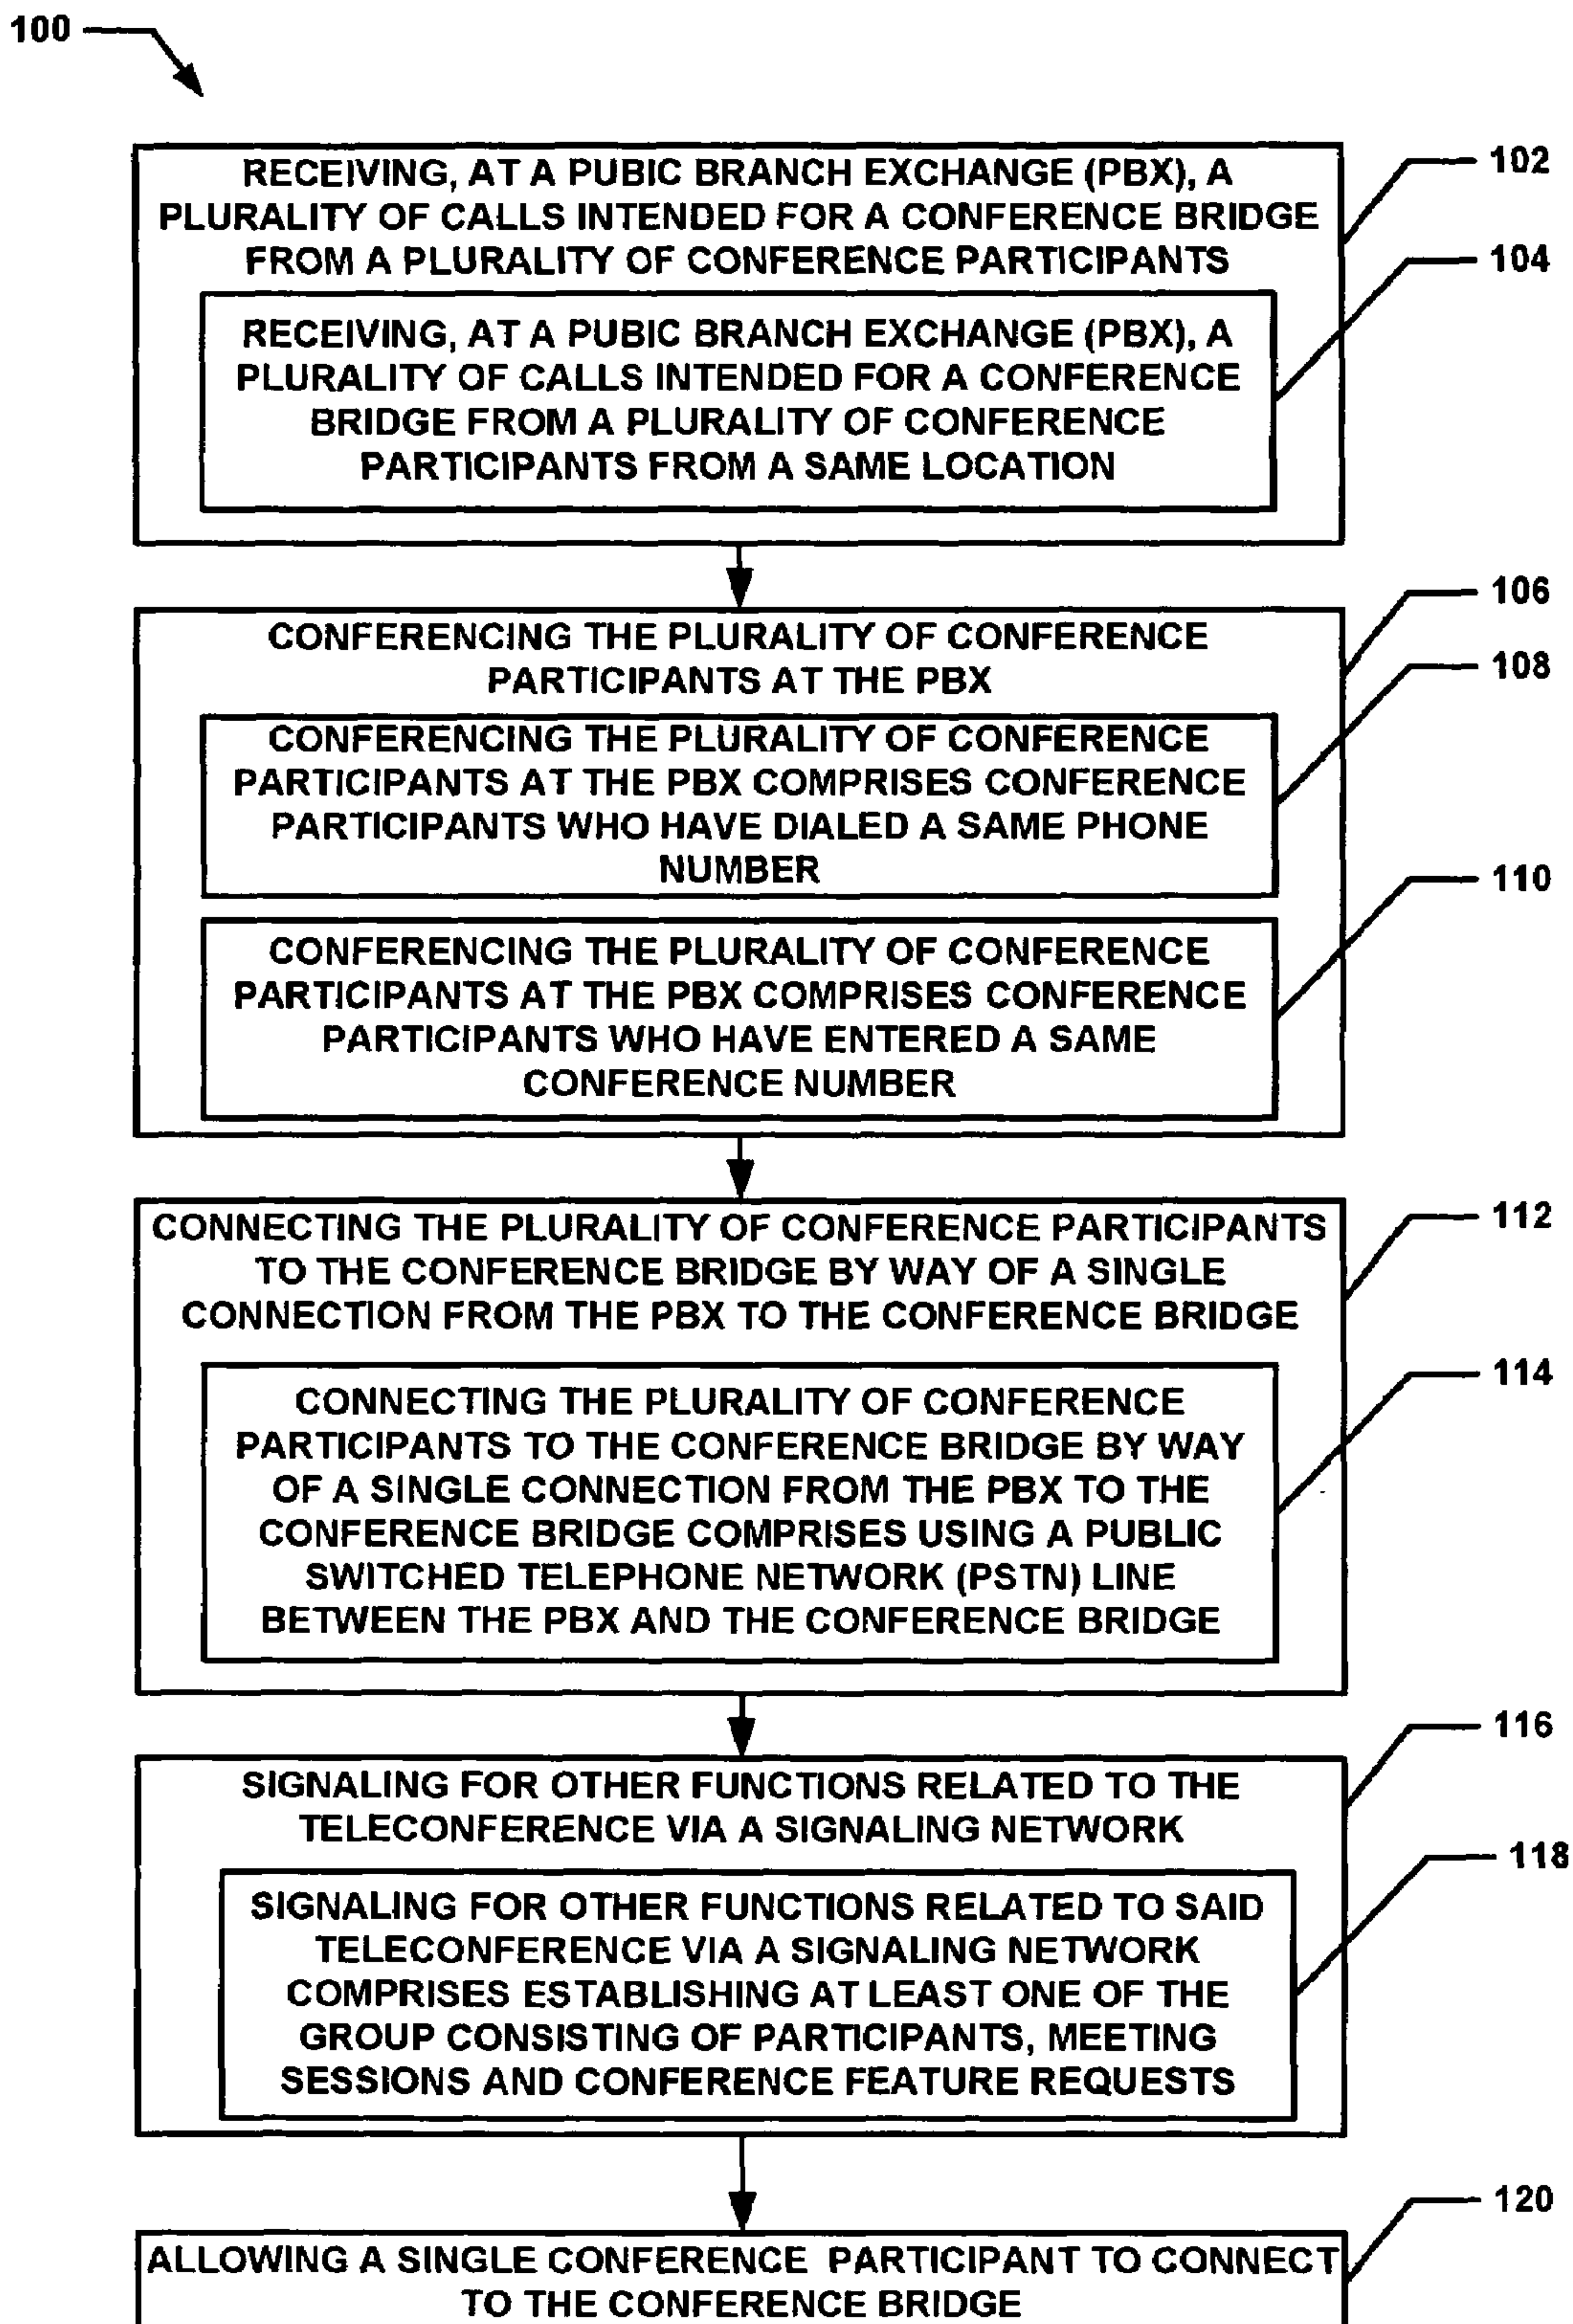 100
RECEIVING, AT A PUBIC BRANCH EXCHANGE (PBX), A
PLURALITY OF CALLS INTENDED FOR A CONFERENCE BRIDGE
FROM A PLURALITY OF CONFERENCE PARTICIPANTS
102
RECEIVING, AT A PUBIC BRANCH EXCHANGE (PBX), A
PLURALITY OF CALLS INTENDED FOR A CONFERENCE
BRIDGE FROM A PLURALITY OF CONFERENCE
PARTICIPANTS FROM A SAME LOCATION
104
CONFERENCING THE PLURALITY OF CONFERENCE
PARTICIPANTS AT THE PBX
106
CONFERENCING THE PLURALITY OF CONFERENCE
PARTICIPANTS AT THE PBX COMPRISES CONFERENCE
PARTICIPANTS WHO HAVE DIALED A SAME PHONE
NUMBER
108
CONFERENCING THE PLURALITY OF CONFERENCE
PARTICIPANTS AT THE PBX COMPRISES CONFERENCE
PARTICIPANTS WHO HAVE ENTERED A SAME
CONFERENCE NUMBER
110
CONNECTING THE PLURALITY OF CONFERENCE PARTICIPANTS
TO THE CONFERENCE BRIDGE BY WAY OF A SINGLE
CONNECTION FROM THE PBX TO THE CONFERENCE BRIDGE
112
CONNECTING THE PLURALITY OF CONFERENCE
PARTICIPANTS TO THE CONFERENCE BRIDGE BY WAY
OF A SINGLE CONNECTION FROM THE PBX TO THE
CONFERENCE BRIDGE COMPRISES USING A PUBLIC
SWITCHED TELEPHONE NETWORK (PSTN) LINE
BETWEEN THE PBX AND THE CONFERENCE BRIDGE
114
SIGNALING FOR OTHER FUNCTIONS RELATED TO THE
TELECONFERENCE VIA A SIGNALING NETWORK
116
SIGNALING FOR OTHER FUNCTIONS RELATED TO SAID
TELECONFERENCE VIA A SIGNALING NETWORK
COMPRISES ESTABLISHING AT LEAST ONE OF THE
GROUP CONSISTING OF PARTICIPANTS, MEETING
SESSIONS AND CONFERENCE FEATURE REQUESTS
118
ALLOWING A SINGLE CONFERENCE PARTICIPANT TO CONNECT
TO THE CONFERENCE BRIDGE
120